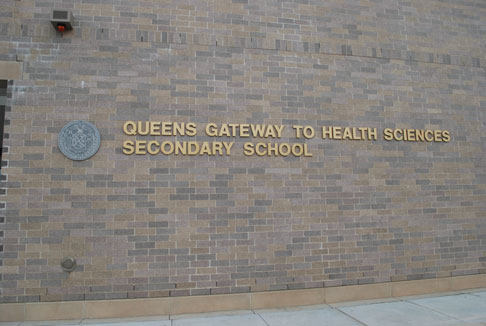 QUEENS GATEWAY TO HEALTH SCIENCES
SECONDARY SCHOOL